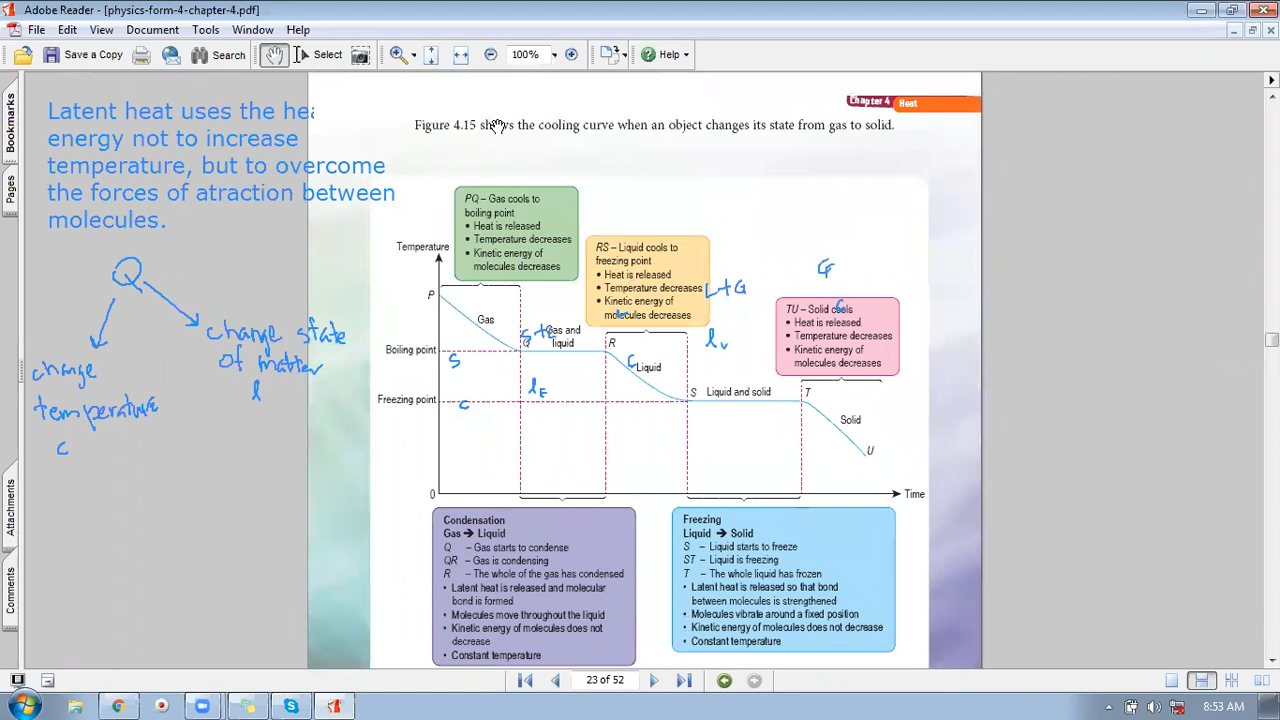 Adobe Reader - [physics-form-4-chapter-4.pdf]
File Edit View Document Tools Window Help
Save a Copy Search Select 100% Help
Bookmarks
Pages
Attachments
Comments
Latent heat uses the hea
energy not to increase
temperature, but to overcome
the forces of atraction between
molecules.
Q
change
temperature
c
change state
of matter
l
Chapter 4 Heat
Figure 4.15 shows the cooling curve when an object changes its state from gas to solid.
PQ – Gas cools to
boiling point
• Heat is released
• Temperature decreases
• Kinetic energy of
molecules decreases
RS – Liquid cools to
freezing point
• Heat is released
• Temperature decreases
• Kinetic energy of
molecules decreases
L+G
G
TU – Solid cools
• Heat is released
• Temperature decreases
• Kinetic energy of
molecules decreases
Temperature
P
Gas
Boiling point
S
Q
Gas and
liquid
R
Liquid
l v
Freezing point
c
S
Liquid and solid
T
Solid
U
0
Time
Condensation
Gas ➔ Liquid
Q – Gas starts to condense
QR – Gas is condensing
R – The whole of the gas has condensed
• Latent heat is released and molecular
bond is formed
• Molecules move throughout the liquid
• Kinetic energy of molecules does not
decrease
• Constant temperature
Freezing
Liquid ➔ Solid
S – Liquid starts to freeze
ST – Liquid is freezing
T – The whole liquid has frozen
• Latent heat is released so that bond
between molecules is strengthened
• Molecules vibrate around a fixed position
• Kinetic energy of molecules does not decrease
• Constant temperature
23 of 52
8:53 AM